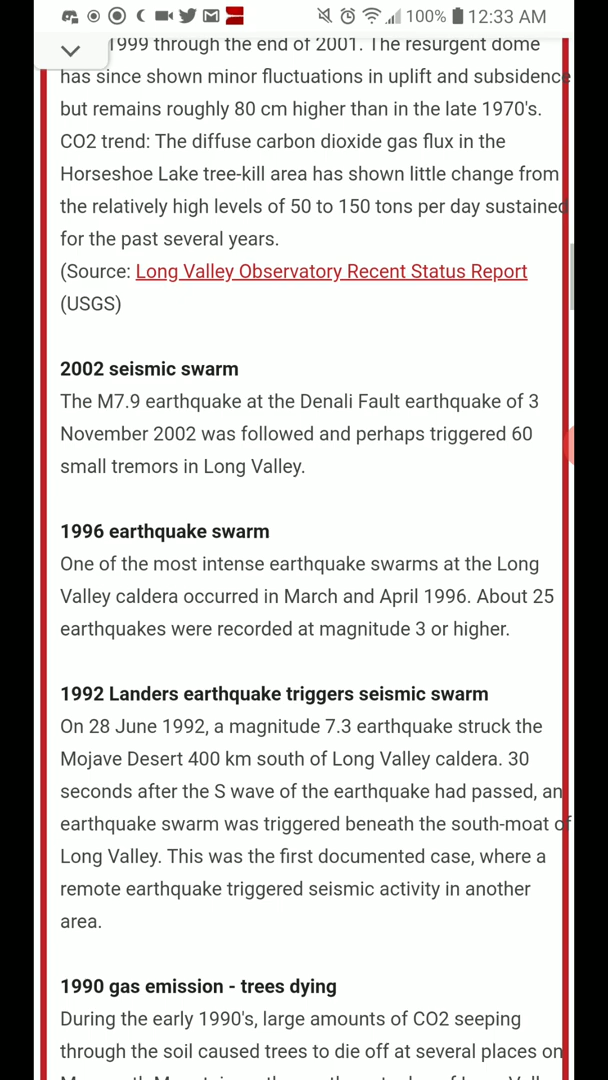 100% 12:33 AM
1999 through the end of 2001. The resurgent dome
has since shown minor fluctuations in uplift and subsidence
but remains roughly 80 cm higher than in the late 1970's.
CO2 trend: The diffuse carbon dioxide gas flux in the
Horseshoe Lake tree-kill area has shown little change from
the relatively high levels of 50 to 150 tons per day sustained
for the past several years.
(Source: Long Valley Observatory Recent Status Report
(USGS)
2002 seismic swarm
The M7.9 earthquake at the Denali Fault earthquake of 3
November 2002 was followed and perhaps triggered 60
small tremors in Long Valley.
1996 earthquake swarm
One of the most intense earthquake swarms at the Long
Valley caldera occurred in March and April 1996. About 25
earthquakes were recorded at magnitude 3 or higher.
1992 Landers earthquake triggers seismic swarm
On 28 June 1992, a magnitude 7.3 earthquake struck the
Mojave Desert 400 km south of Long Valley caldera. 30
seconds after the S wave of the earthquake had passed, an
earthquake swarm was triggered beneath the south-moat of
Long Valley. This was the first documented case, where a
remote earthquake triggered seismic activity in another
area.
1990 gas emission - trees dying
During the early 1990's, large amounts of CO2 seeping
through the soil caused trees to die off at several places on